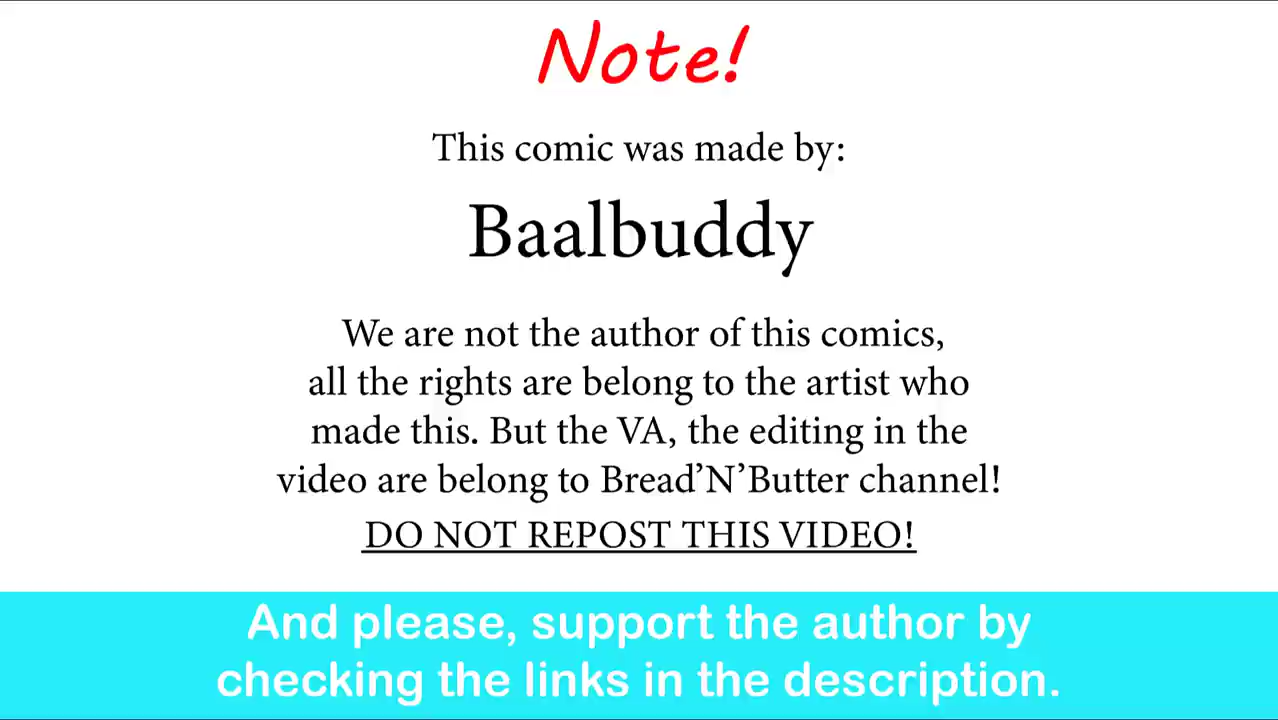 Note!
This comic was made by:
Baalbuddy
We are not the author of this comics,
all the rights are belong to the artist who
made this. But the VA, the editing in the
video are belong to Bread’N’Butter channel!
DO NOT REPOST THIS VIDEO!
And please, support the author by
checking the links in the description.